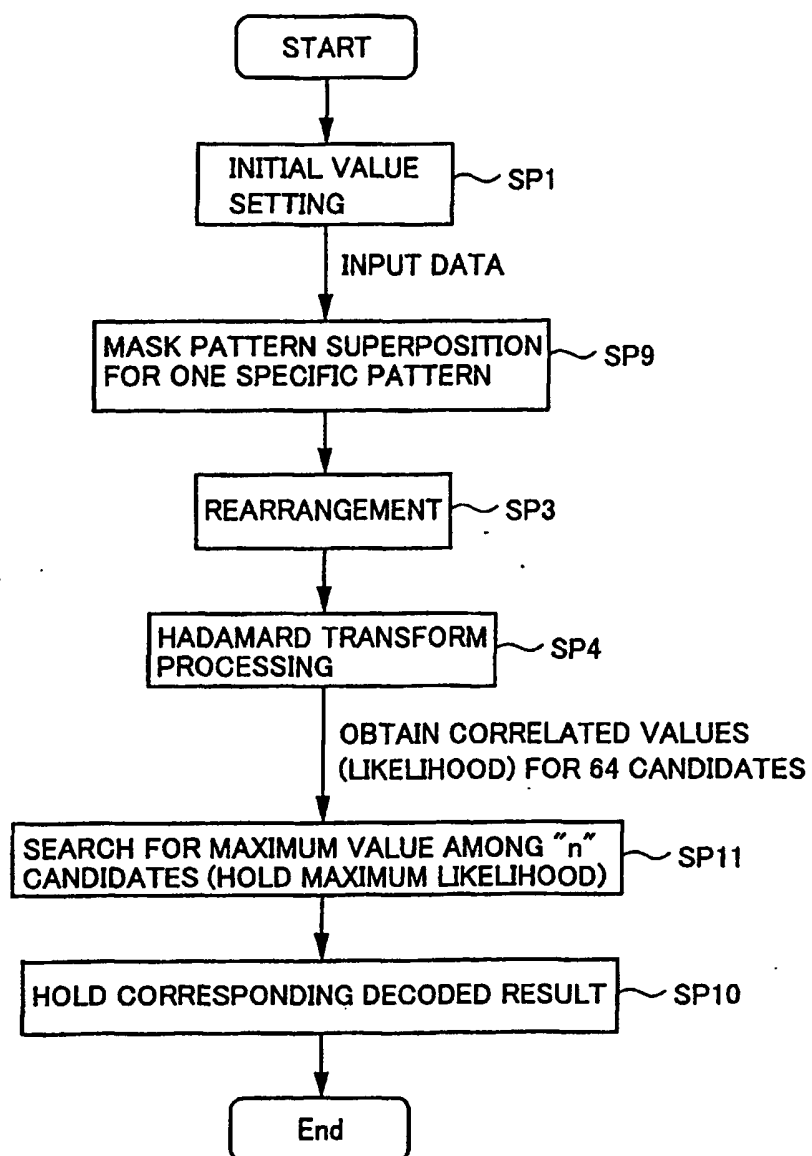 START
INITIAL VALUE
SETTING
SP1
INPUT DATA
MASK PATTERN SUPERPOSITION
FOR ONE SPECIFIC PATTERN
SP9
REARRANGEMENT
SP3
HADAMARD TRANSFORM
PROCESSING
SP4
OBTAIN CORRELATED VALUES
(LIKELIHOOD) FOR 64 CANDIDATES
SEARCH FOR MAXIMUM VALUE AMONG "n"
CANDIDATES (HOLD MAXIMUM LIKELIHOOD)
SP11
HOLD CORRESPONDING DECODED RESULT
SP10
End